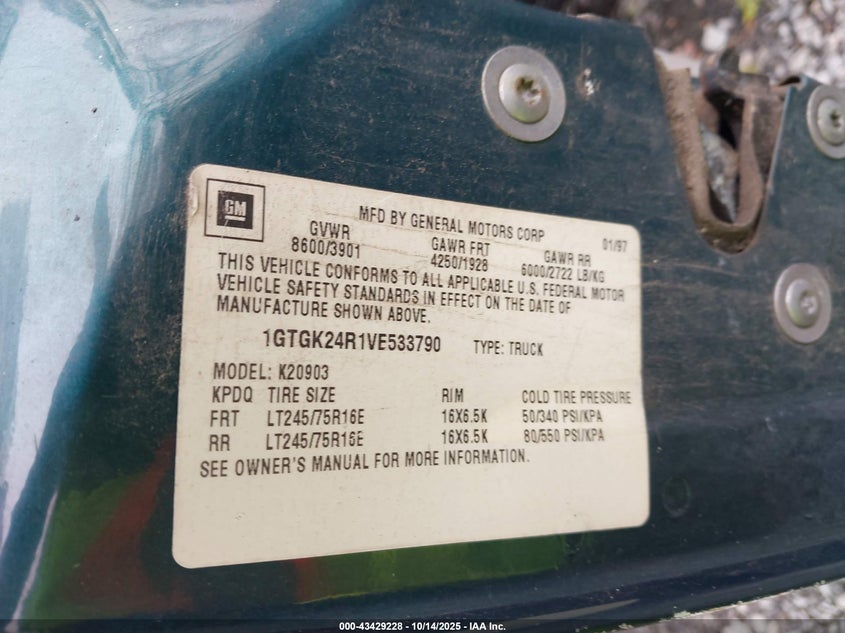 GM
MFD BY GENERAL MOTORS CORP 01/97
GVWR GAWR FRT GAWR RR
8600/3901 4250/1928 6000/2722 LB/KG
THIS VEHICLE CONFORMS TO ALL APPLICABLE U.S. FEDERAL MOTOR
VEHICLE SAFETY STANDARDS IN EFFECT ON THE DATE OF
MANUFACTURE SHOWN ABOVE.
1GTGK24R1VE533790 TYPE: TRUCK
MODEL: K20903
KPDQ TIRE SIZE RIM COLD TIRE PRESSURE
FRT LT245/75R16E 16X6.5K 50/340 PSI/KPA
RR LT245/75R16E 16X6.5K 80/550 PSI/KPA
SEE OWNER'S MANUAL FOR MORE INFORMATION.
000-43429228 - 10/14/2025 - IAA Inc.